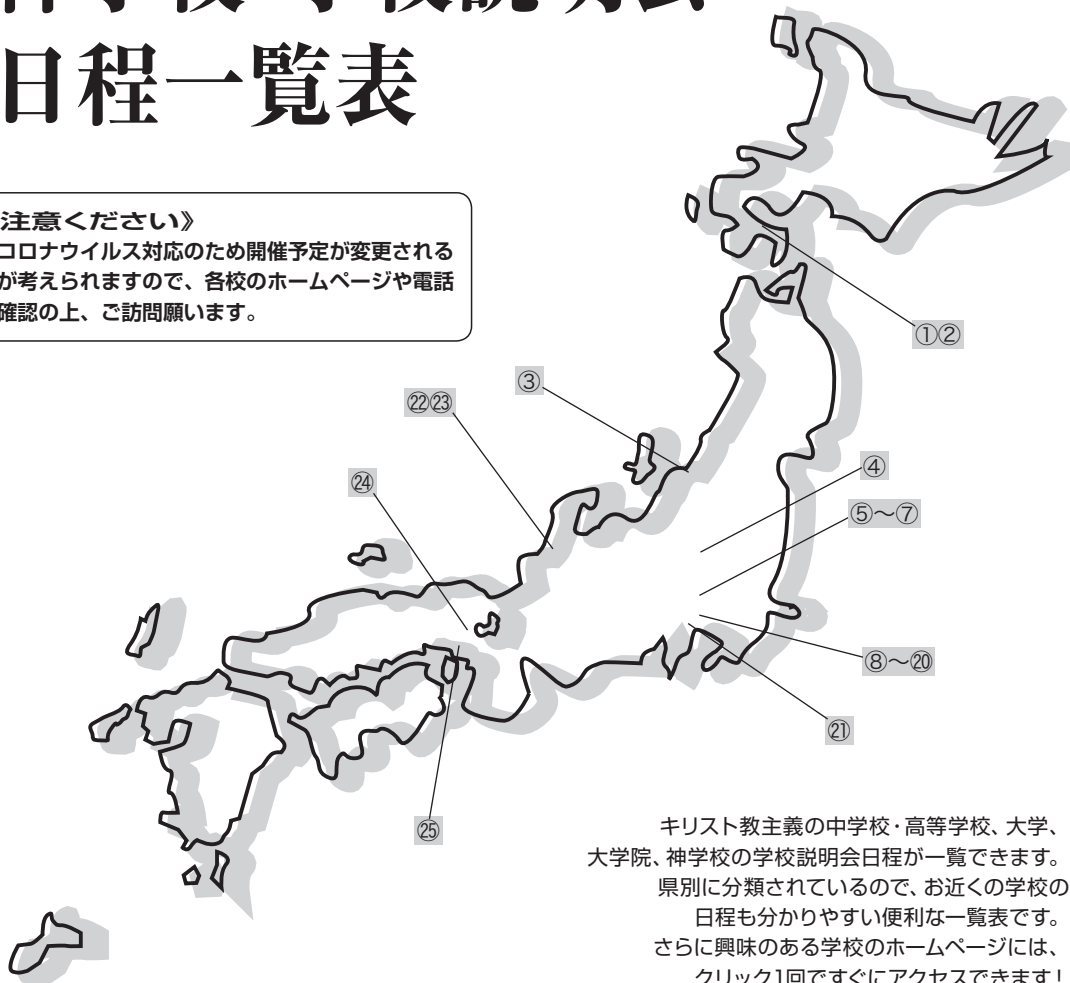 神学校・学校説明会
日程一覧表
注意ください》
コロナウイルス対応のため開催予定が変更される
が考えられますので、各校のホームページや電話
確認の上、ご訪問願います。
①②
③
㉒㉓
④
㉔
⑤〜⑦
⑧〜⑳
㉑
㉕
キリスト教主義の中学校・高等学校、大学、
大学院、神学校の学校説明会日程が一覧できます。
県別に分類されているので、お近くの学校の
日程も分かりやすい便利な一覧表です。
さらに興味のある学校のホームページには、
クリック1回ですぐにアクセスできます!